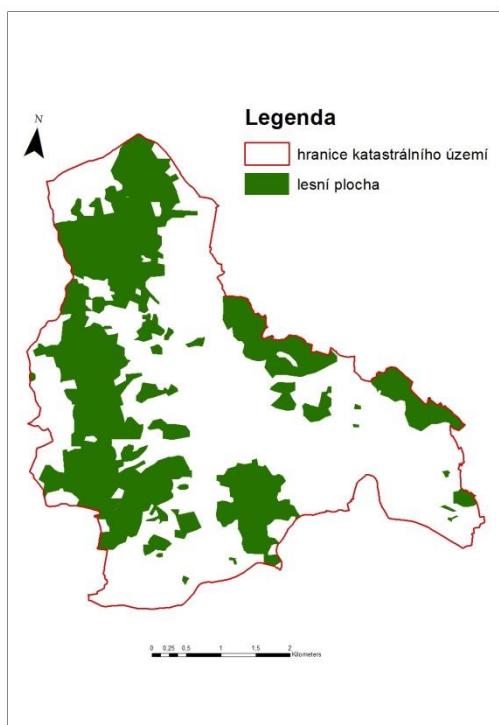 N
Legenda
hranice katastrálního území
lesní plocha
0 0,25 0,5 1 1,5 2
Kilometers